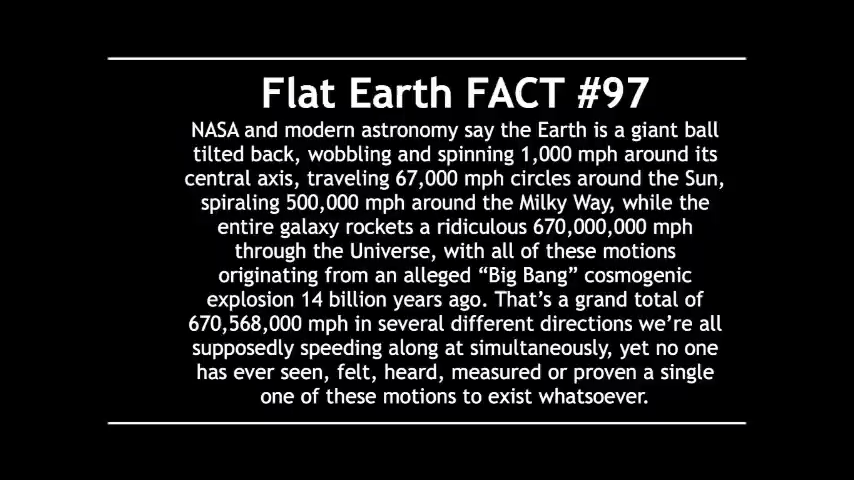 Flat Earth FACT #97
NASA and modern astronomy say the Earth is a giant ball
tilted back, wobbling and spinning 1,000 mph around its
central axis, traveling 67,000 mph circles around the Sun,
spiraling 500,000 mph around the Milky Way, while the
entire galaxy rockets a ridiculous 670,000,000 mph
through the Universe, with all of these motions
originating from an alleged “Big Bang” cosmogenic
explosion 14 billion years ago. That’s a grand total of
670,568,000 mph in several different directions we’re all
supposedly speeding along at simultaneously, yet no one
has ever seen, felt, heard, measured or proven a single
one of these motions to exist whatsoever.